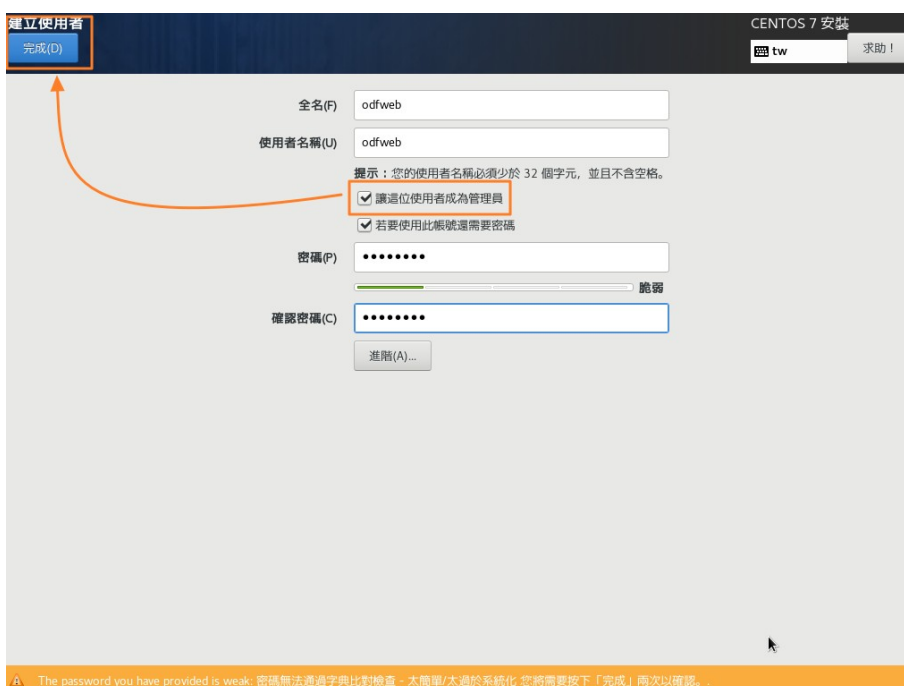 建立使用者
CENTOS 7 安裝
完成(D)
tw
求助！
全名(F)
odfweb
使用者名稱(U)
odfweb
提示：您的使用者名稱必須少於 32 個字元，並且不含空格。
讓這位使用者成為管理員
若要使用此帳號還需要密碼
密碼(P)
●●●●●●●●
脆弱
確認密碼(C)
●●●●●●●●
進階(A)...
The password you have provided is weak: 密碼無法通過字典比對檢查 - 太簡單/太過於系統化 您將需要按下「完成」兩次以確認。.